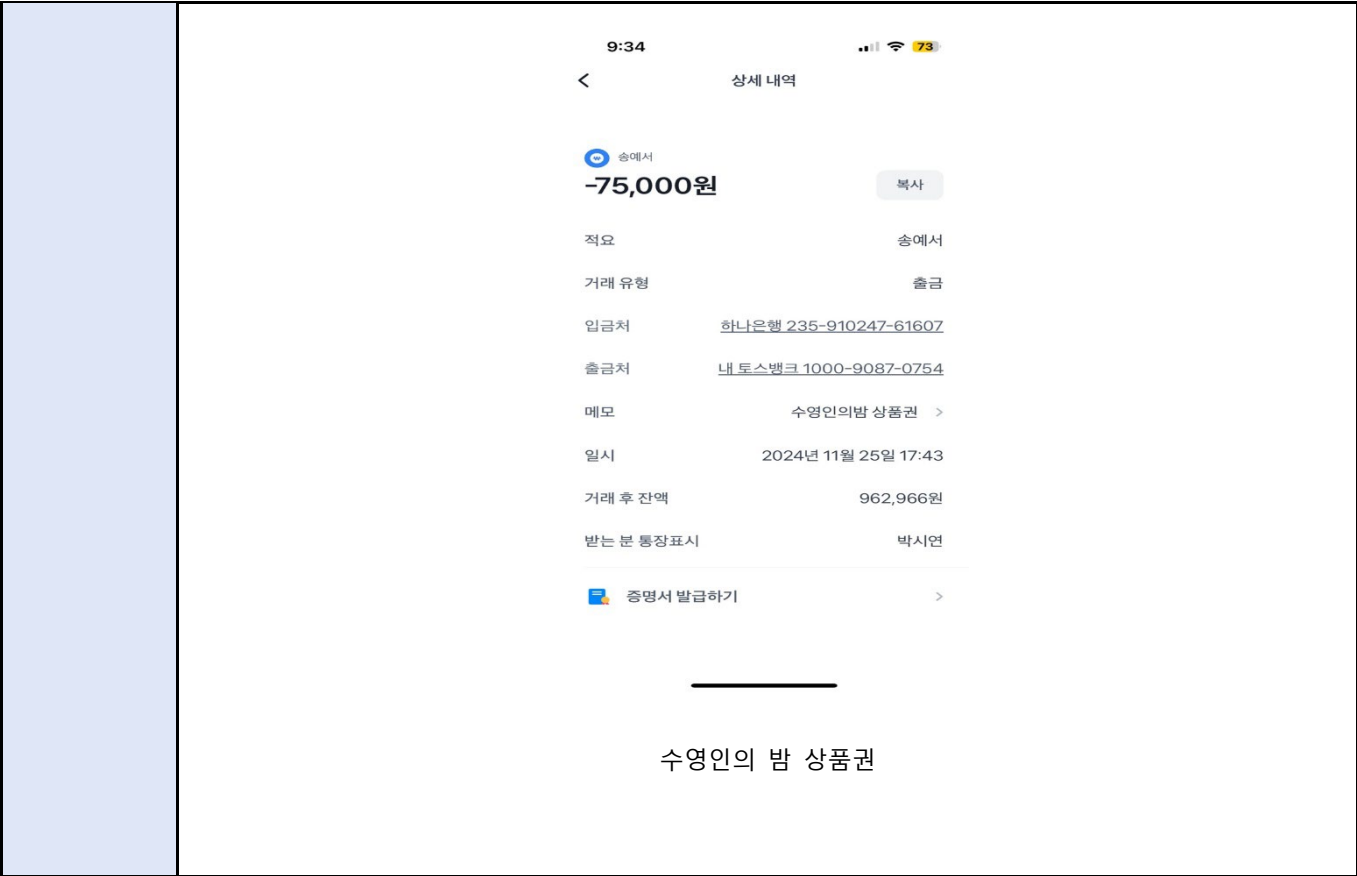 9:34 73
상세 내역
송예서
-75,000원 복사
적요 송예서
거래 유형 출금
입금처 하나은행 235-910247-61607
출금처 내 토스뱅크 1000-9087-0754
메모 수영인의밤 상품권 >
일시 2024년 11월 25일 17:43
거래 후 잔액 962,966원
받는 분 통장표시 박시연
증명서 발급하기 >
수영인의 밤 상품권